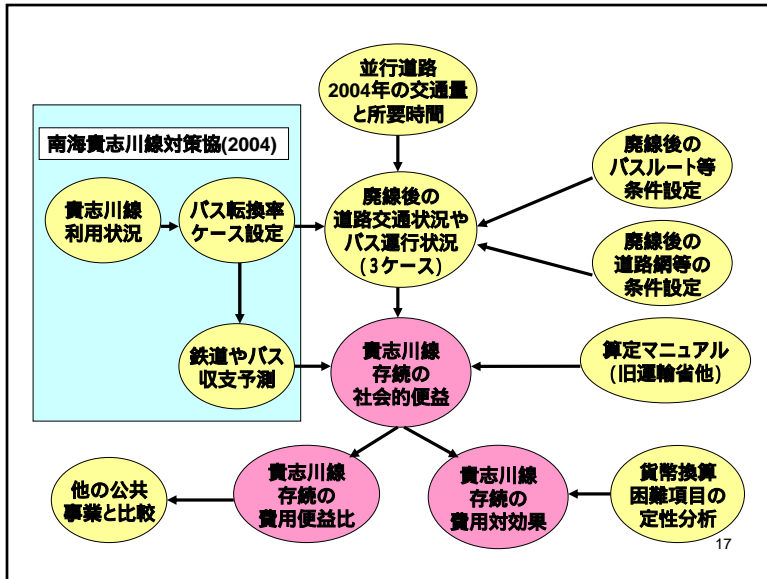 並行道路
2004年の交通量
と所要時間
南海貴志川線対策協(2004)
廃線後の
バスルート等
条件設定
貴志川線
利用状況
バス転換率
ケース設定
廃線後の
道路交通状況や
バス運行状況
(3ケース)
廃線後の
道路網等の
条件設定
鉄道やバス
収支予測
貴志川線
存続の
社会的便益
算定マニュアル
(旧運輸省他)
他の公共
事業と比較
貴志川線
存続の
費用便益比
貴志川線
存続の
費用対効果
貨幣換算
困難項目の
定性分析
17